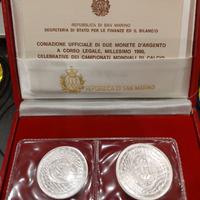 REPUBBLICA DI SAN MARINO
SEGRETERIA DI STATO PER LE FINANZE ED IL BILANCIO
CONIAZIONE UFFICIALE DI DUE MONETE D'ARGENTO
A CORSO LEGALE, MILLESIMO 1990,
CELEBRATIVE DEI CAMPIONATI MONDIALI DI CALCIO
REPUBBLICA DI SAN MARINO